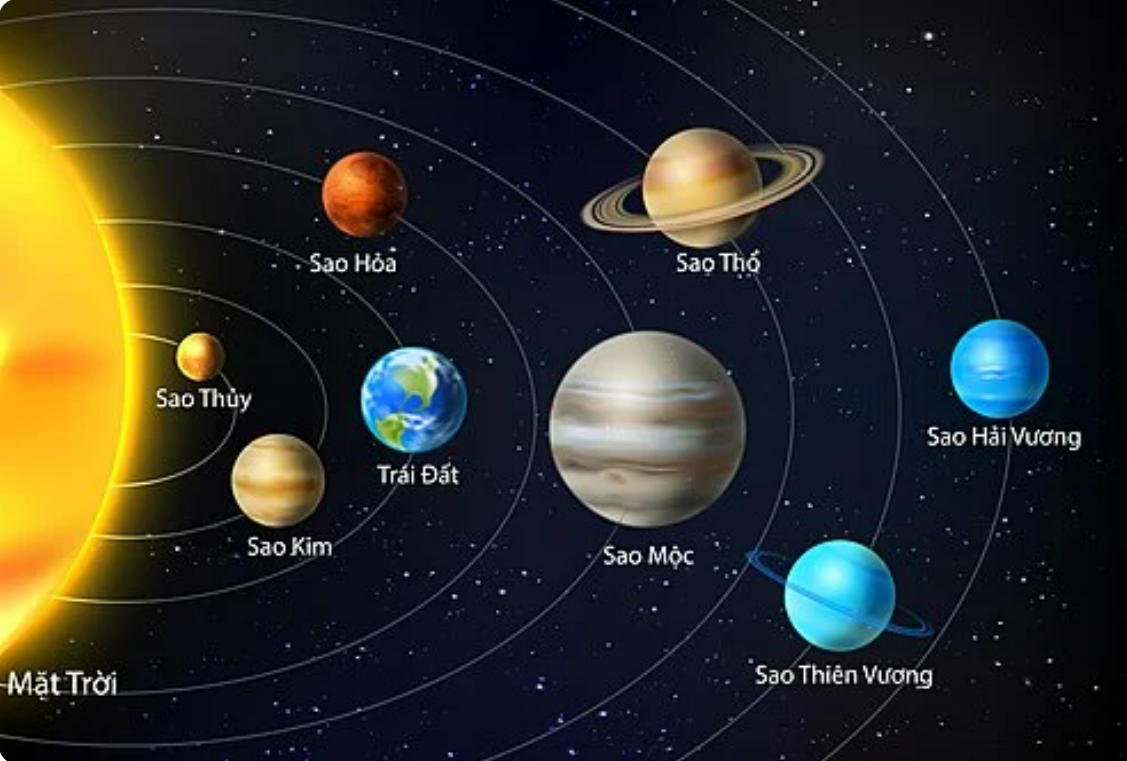 Sao Hỏa
Sao Thổ
Sao Thủy
Trái Đất
Sao Hải Vương
Sao Kim
Sao Mộc
Sao Thiên Vương
Mặt Trời